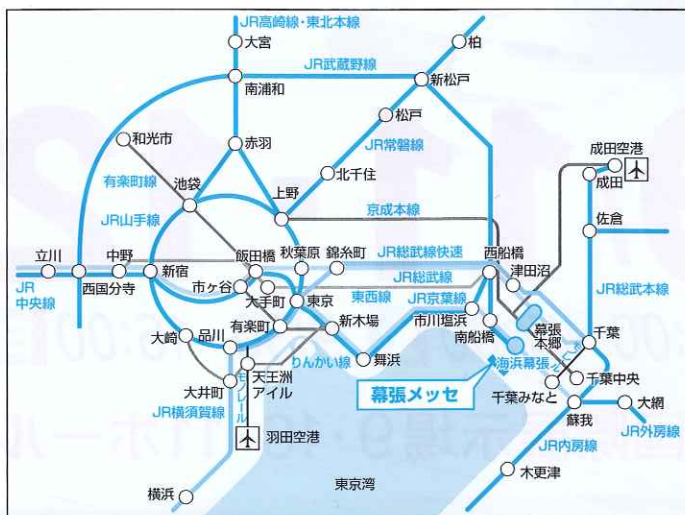 JR高崎線・東北本線
大宮
柏
JR武蔵野線
新松戸
南浦和
松戸
和光市
赤羽
JR常磐線
成田空港
成田
有楽町線
池袋
上野
北千住
京成本線
佐倉
JR山手線
立川
中野
新宿
飯田橋
秋葉原
錦糸町
JR総武線快速
西船橋
津田沼
JR
中央線
西国分寺
市ヶ谷
JR総武線
JR総武本線
大手町
東京
東西線
JR京葉線
市川塩浜
幕張
本郷
千葉
大崎
品川
有楽町
新木場
南船橋
りんかい線
舞浜
海浜幕張
千葉中央
大井町
天王洲
アイル
幕張メッセ
千葉みなと
蘇我
大網
モノレール
JR横須賀線
JR外房線
羽田空港
JR内房線
木更津
横浜
東京湾